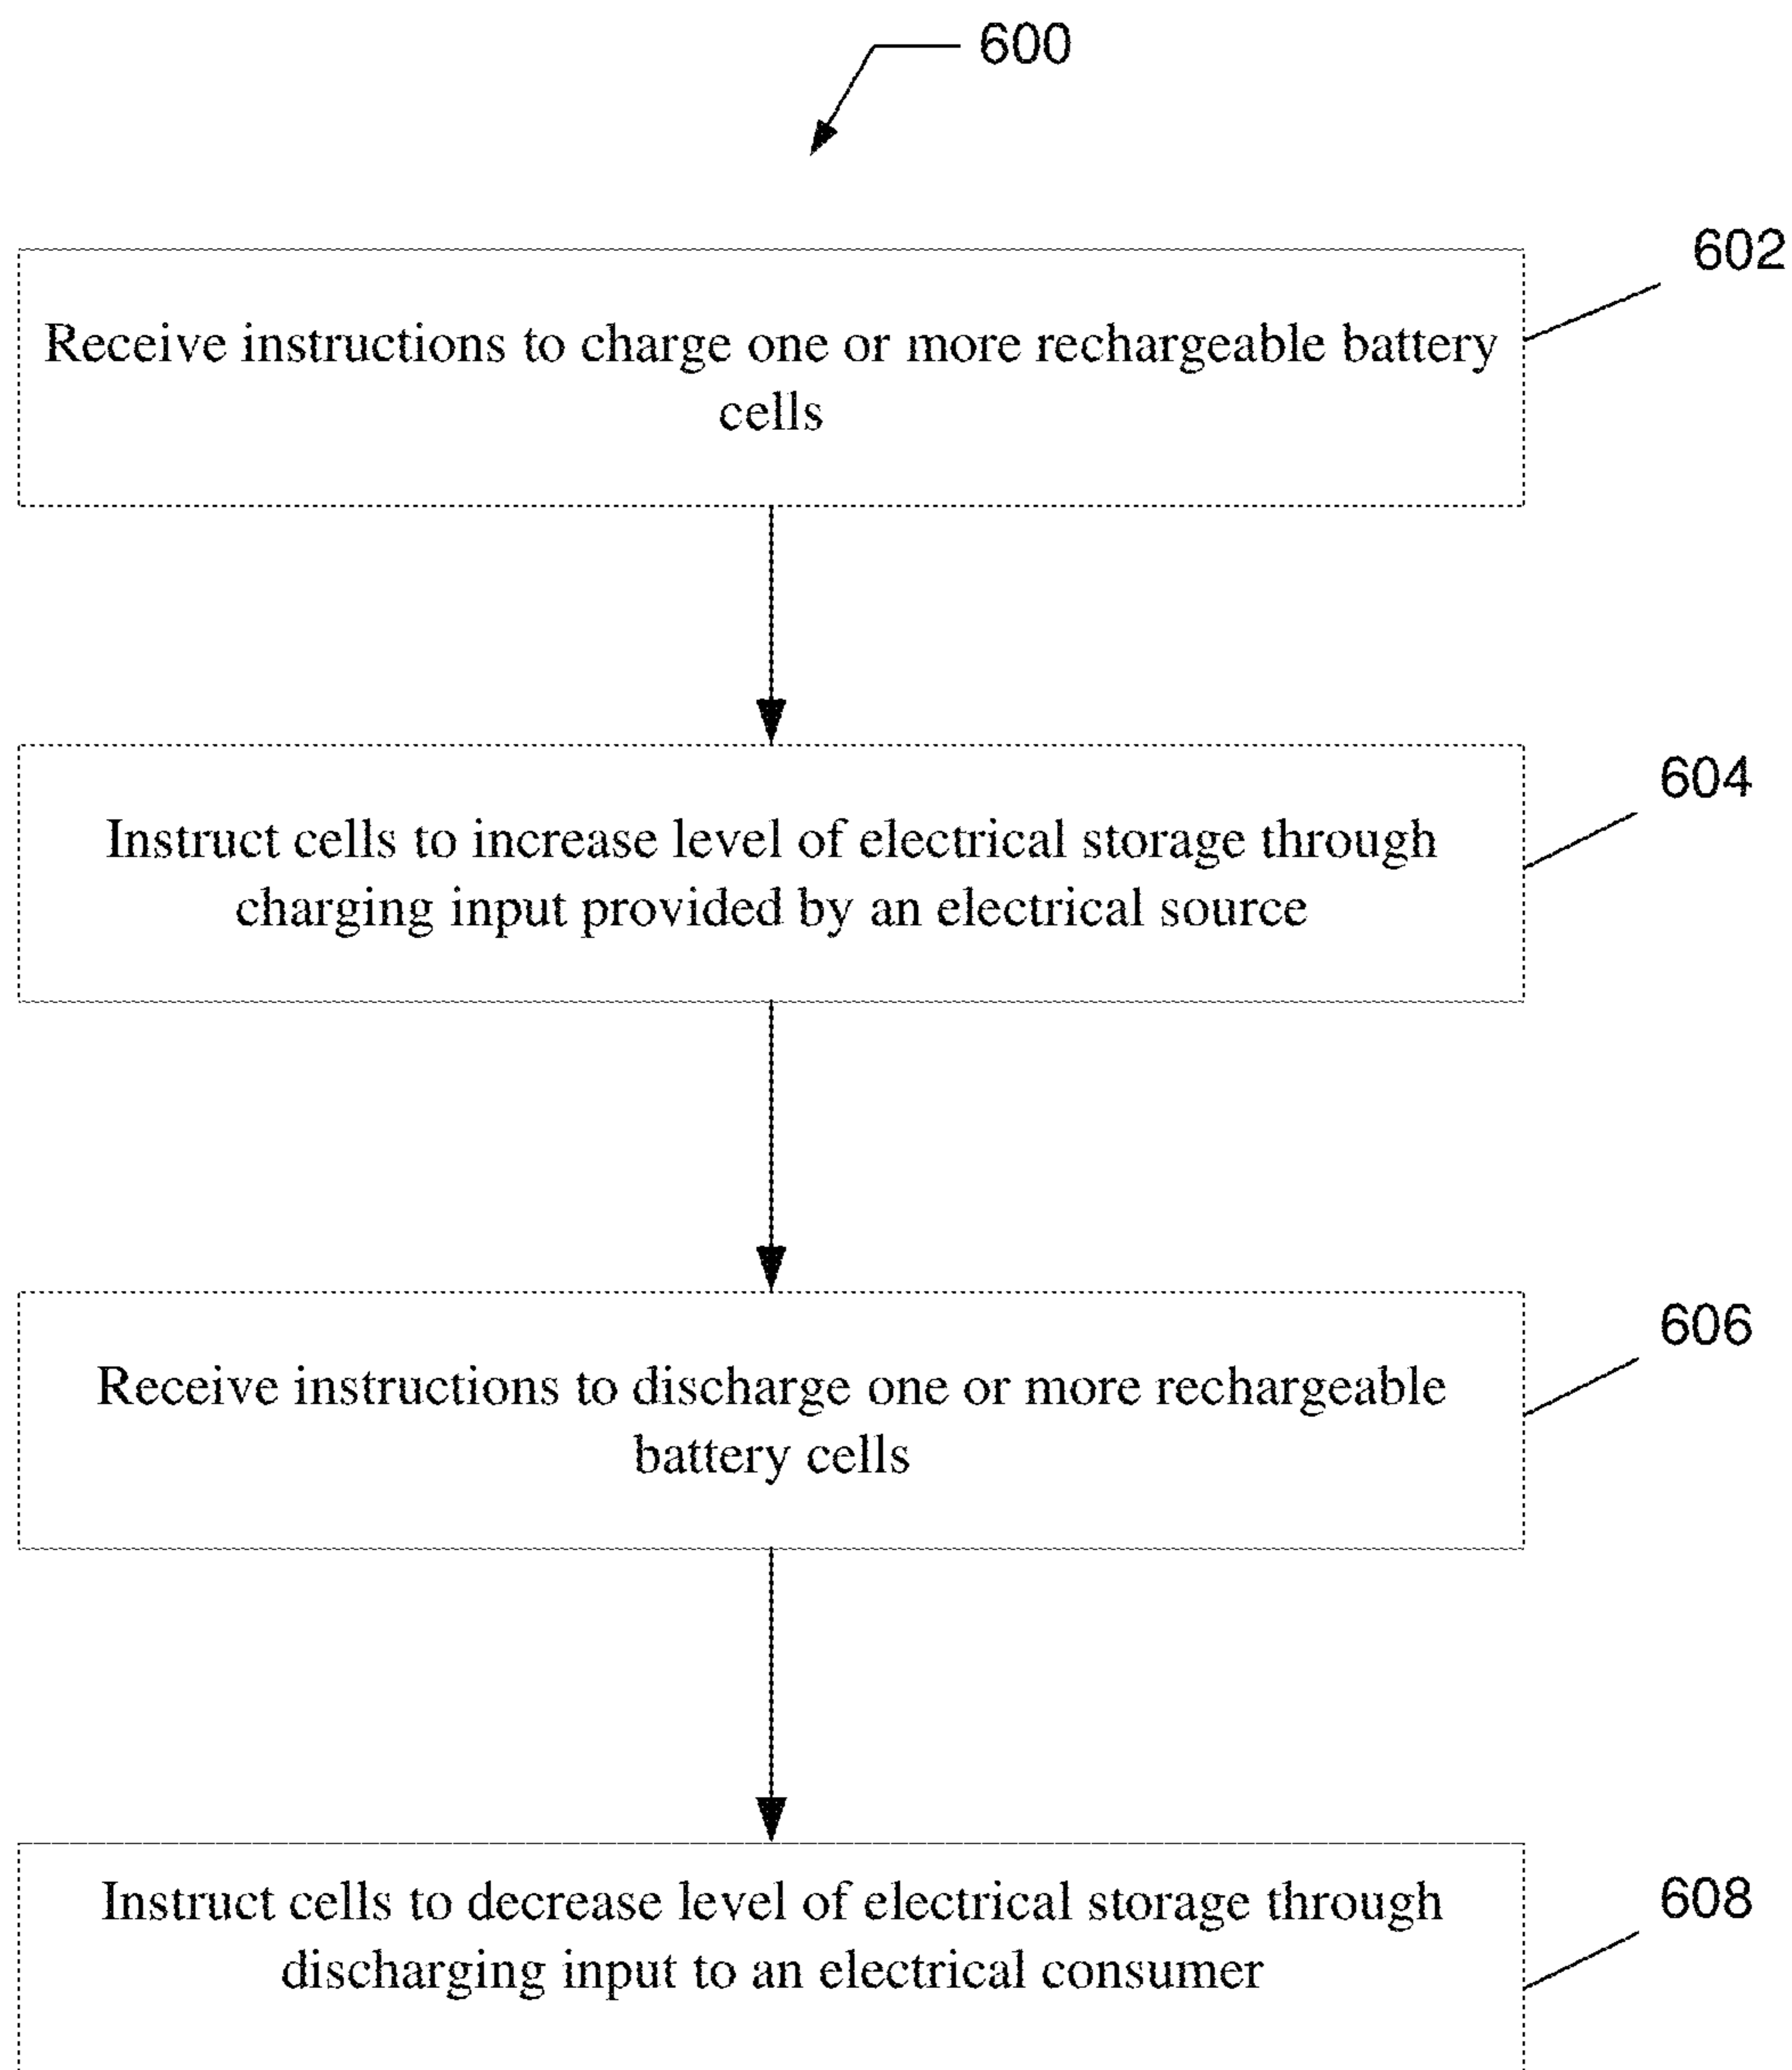 600
602
Receive instructions to charge one or more rechargeable battery
cells
604
Instruct cells to increase level of electrical storage through
charging input provided by an electrical source
606
Receive instructions to discharge one or more rechargeable
battery cells
608
Instruct cells to decrease level of electrical storage through
discharging input to an electrical consumer